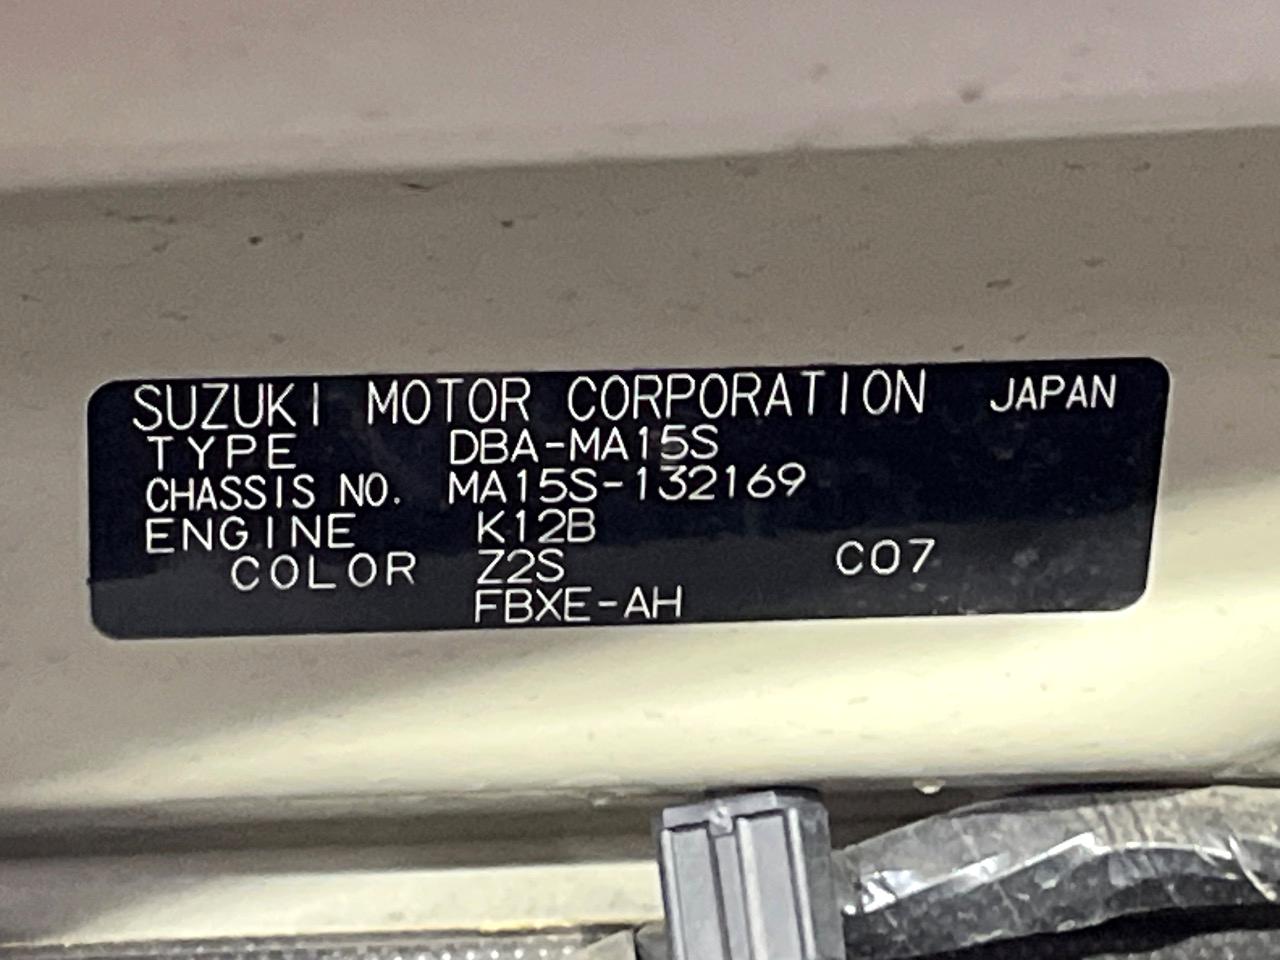 SUZUKI MOTOR CORPORATION JAPAN
TYPE DBA-MA15S
CHASSIS NO. MA15S-132169
ENGINE K12B
COLOR Z2S C07
FBXE-AH